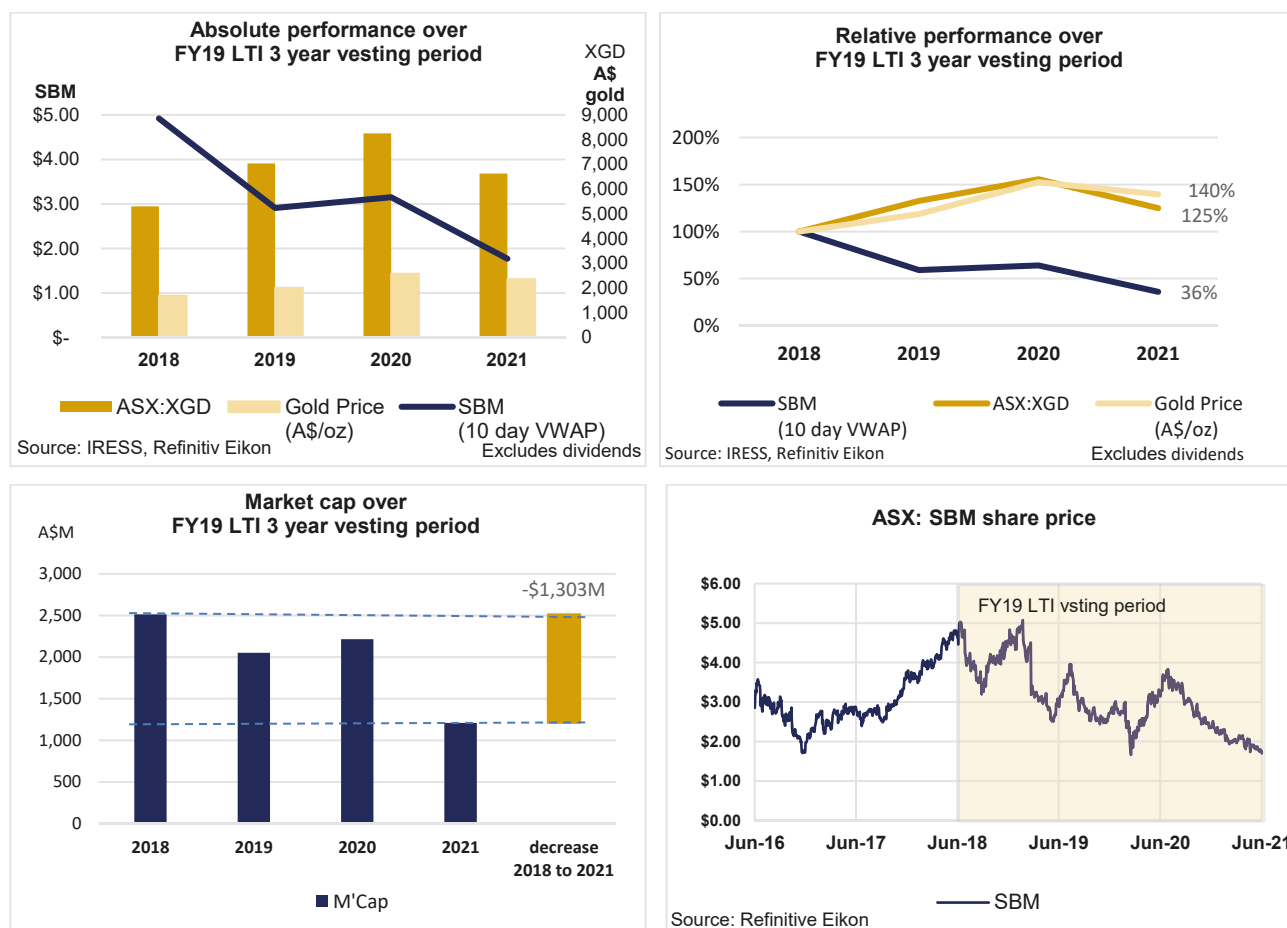 Absolute performance over
FY19 LTI 3 year vesting period
XGD
A$
gold
SBM
$5.00
$4.00
$3.00
$2.00
$1.00
$-
9,000
8,000
7,000
6,000
5,000
4,000
3,000
2,000
1,000
0
2018 2019 2020 2021
ASX:XGD Gold Price (A$/oz) SBM (10 day VWAP)
Source: IRESS, Refinitiv Eikon Excludes dividends
Relative performance over
FY19 LTI 3 year vesting period
200%
150%
100%
50%
0%
140%
125%
36%
2018 2019 2020 2021
SBM (10 day VWAP) ASX:XGD Gold Price (A$/oz)
Source: IRESS, Refinitiv Eikon Excludes dividends
Market cap over
FY19 LTI 3 year vesting period
A$M
3,000
2,500
2,000
1,500
1,000
500
0
-$1,303M
2018 2019 2020 2021 decrease
2018 to 2021
M'Cap
ASX: SBM share price
$6.00
$5.00
$4.00
$3.00
$2.00
$1.00
$0.00
FY19 LTI vsting period
Jun-16 Jun-17 Jun-18 Jun-19 Jun-20 Jun-21
SBM
Source: Refinitive Eikon